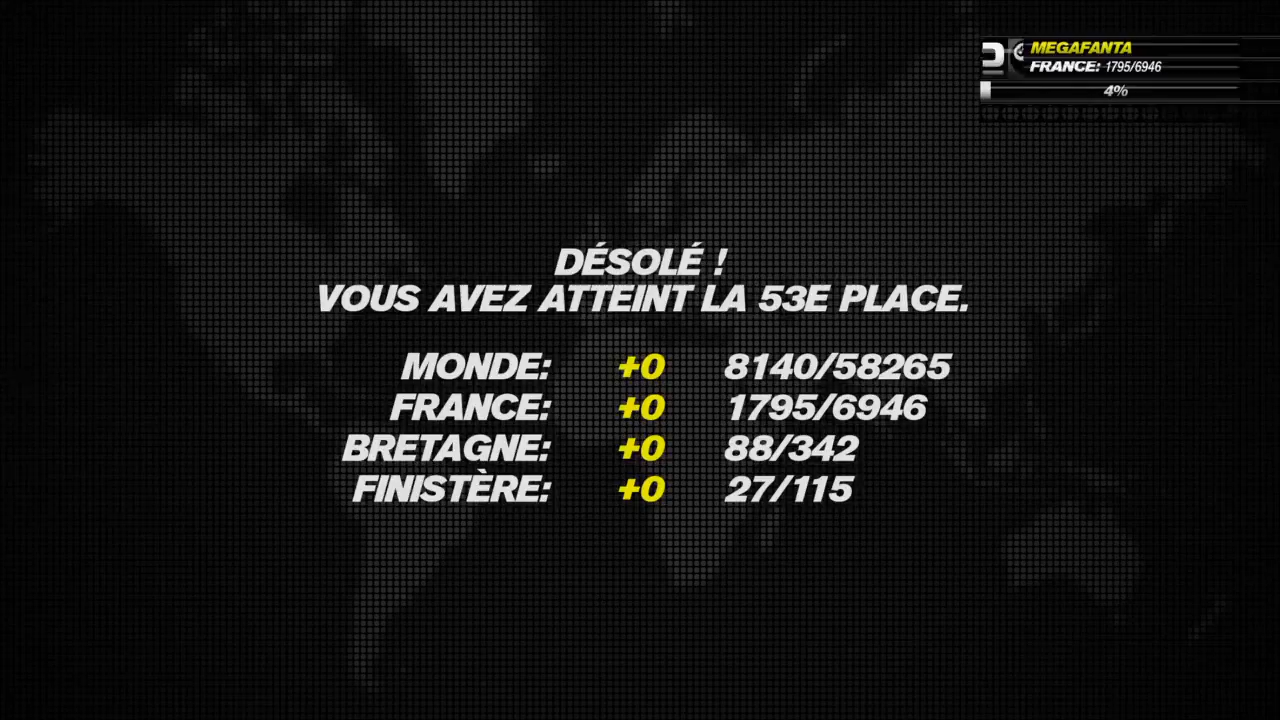 MEGAFANTA
FRANCE: 1795/6946
4%
DÉSOLÉ !
VOUS AVEZ ATTEINT LA 53E PLACE.
MONDE: +0 8140/58265
FRANCE: +0 1795/6946
BRETAGNE: +0 88/342
FINISTÈRE: +0 27/115